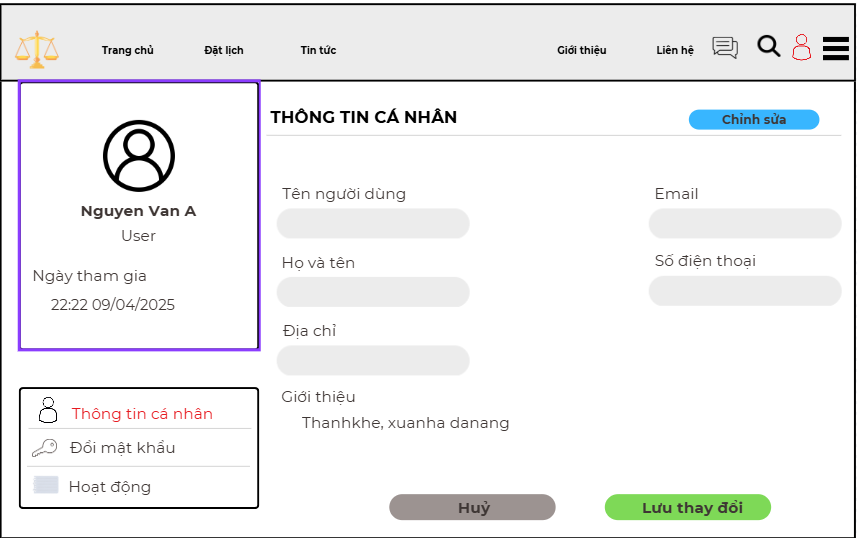 Trang chủ
Đặt lịch
Tin tức
Giới thiệu
Liên hệ
Nguyen Van A
User
Ngày tham gia
22:22 09/04/2025
Thông tin cá nhân
Đổi mật khẩu
Hoạt động
THÔNG TIN CÁ NHÂN
Chỉnh sửa
Tên người dùng
Email
Họ và tên
Số điện thoại
Địa chỉ
Giới thiệu
Thanhkhe, xuanha danang
Huỷ
Lưu thay đổi